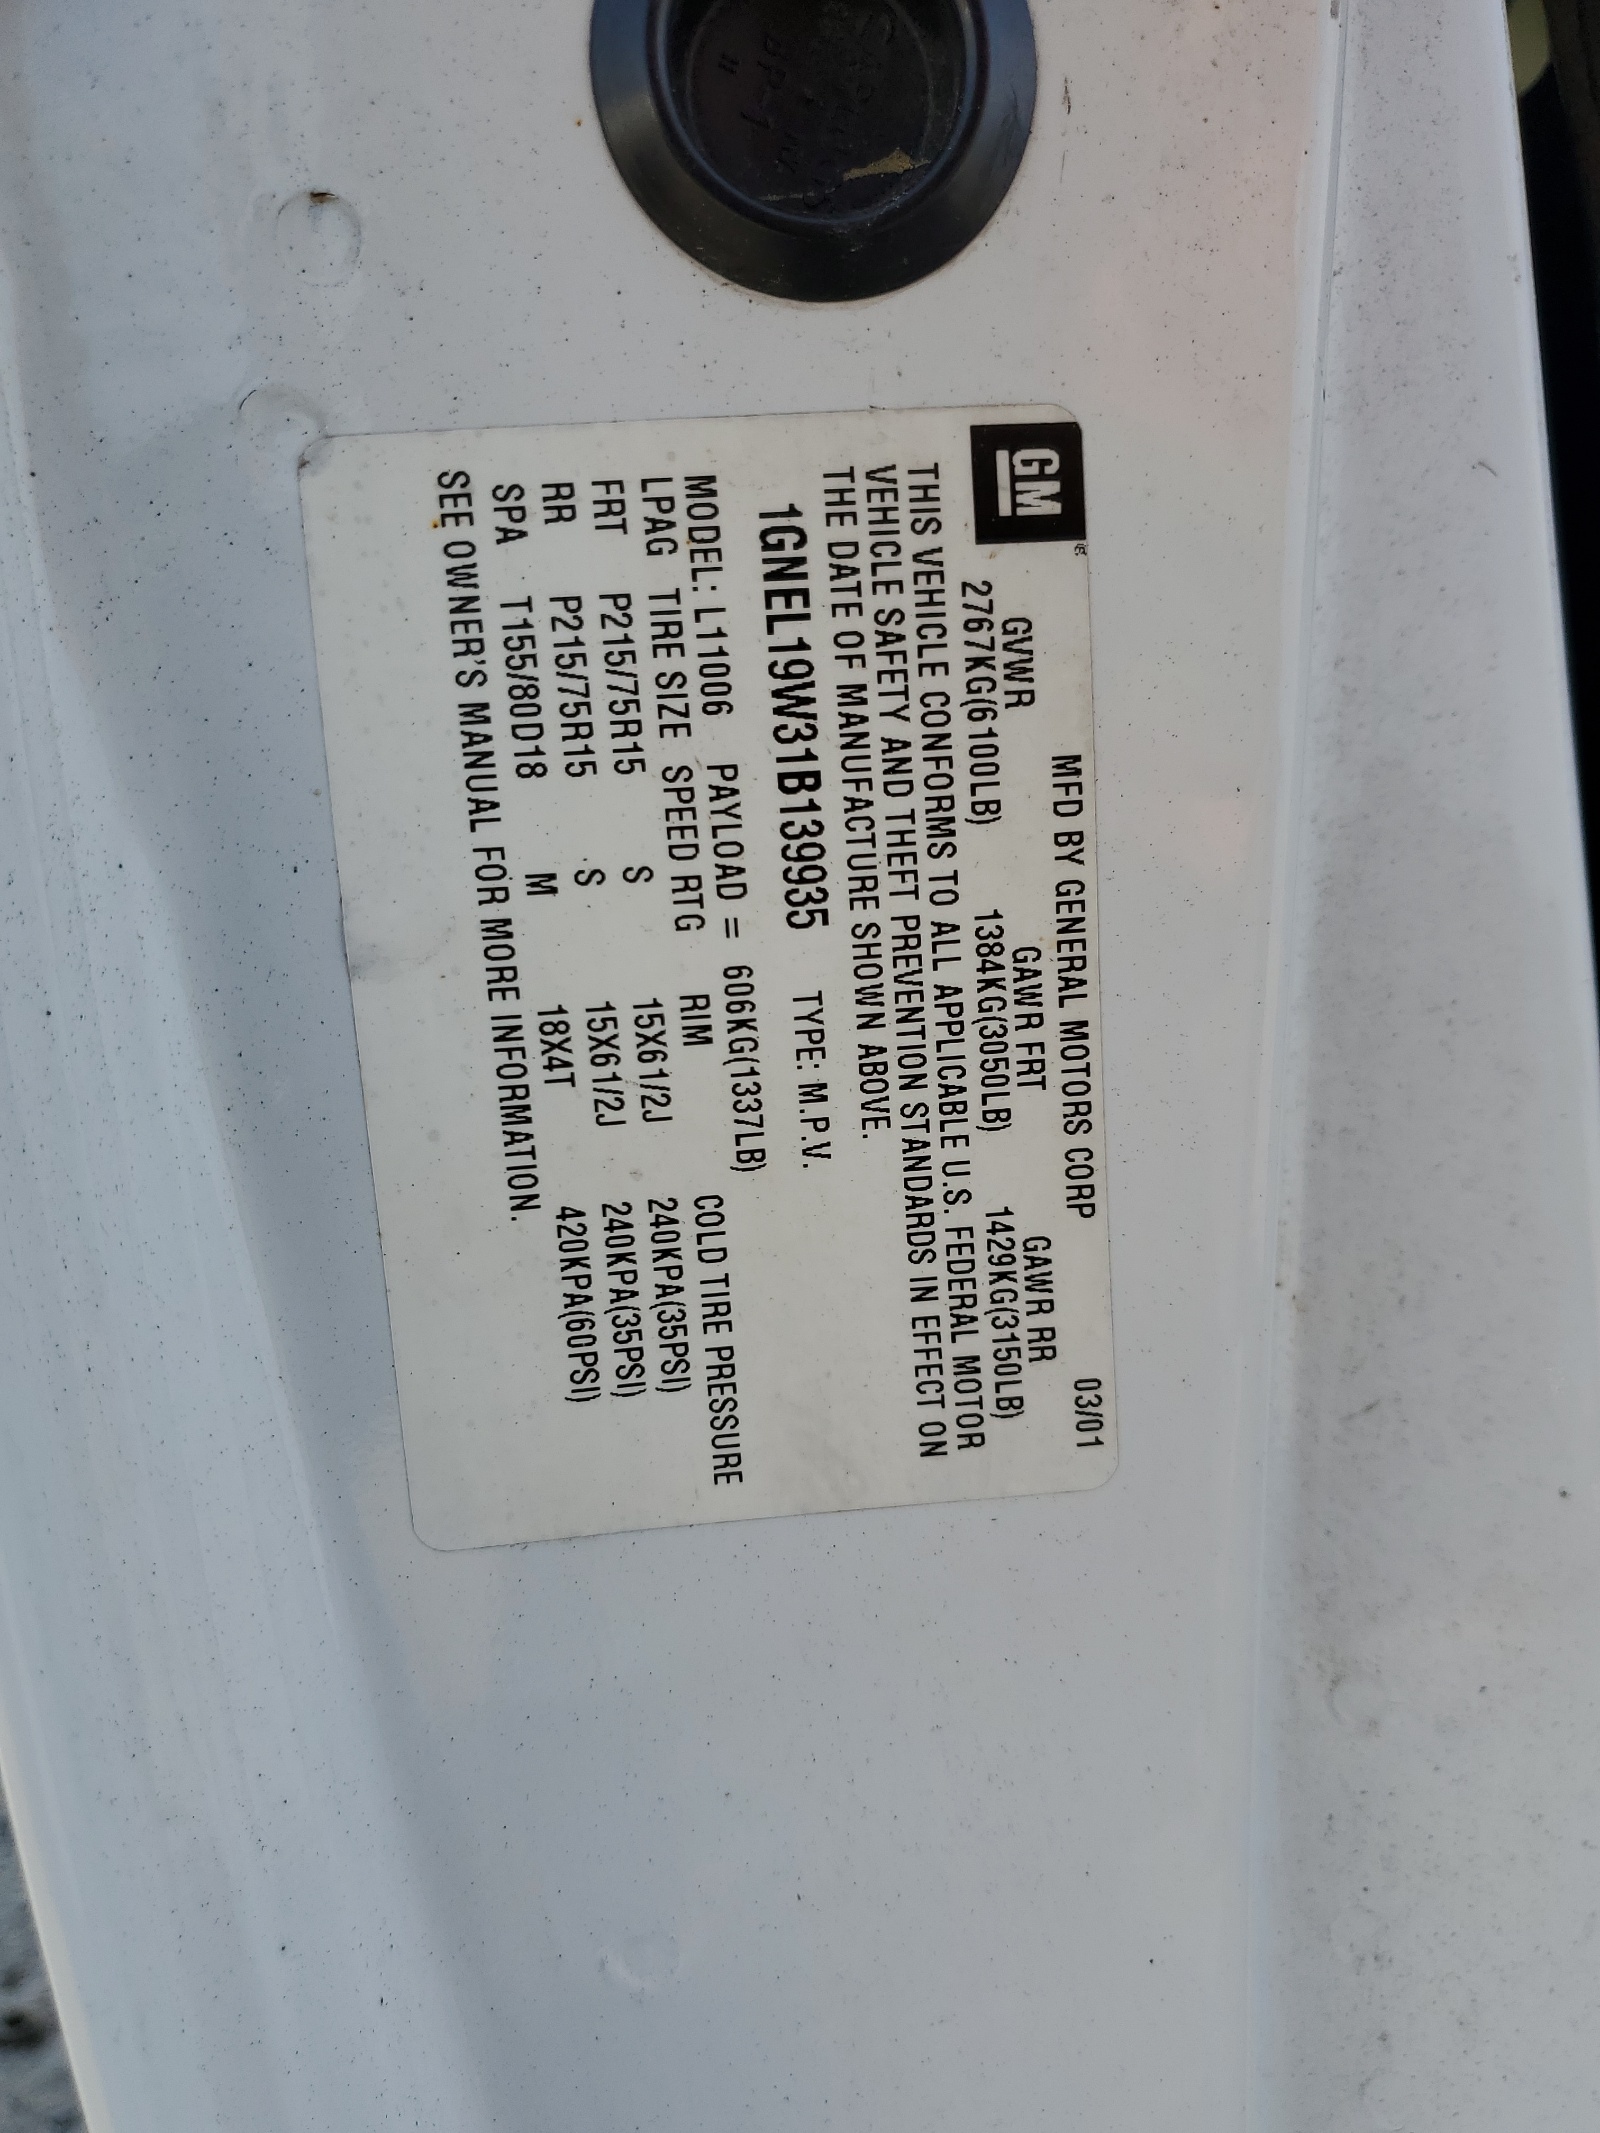 GM®
MFD BY GENERAL MOTORS CORP 03/01
GVWR GAWR FRT GAWR RR
2767KG(6100LB) 1384KG(3050LB) 1429KG(3150LB)
THIS VEHICLE CONFORMS TO ALL APPLICABLE U.S. FEDERAL MOTOR
VEHICLE SAFETY AND THEFT PREVENTION STANDARDS IN EFFECT ON
THE DATE OF MANUFACTURE SHOWN ABOVE.
1GNEL19W31B139935 TYPE: M.P.V.
MODEL: L11006 PAYLOAD = 606KG(1337LB)
LPAG TIRE SIZE SPEED RTG RIM COLD TIRE PRESSURE
FRT P215/75R15 S 15X61/2J 240KPA(35PSI)
RR P215/75R15 S 15X61/2J 240KPA(35PSI)
SPA T155/80D18 M 18X4T 420KPA(60PSI)
SEE OWNER'S MANUAL FOR MORE INFORMATION.